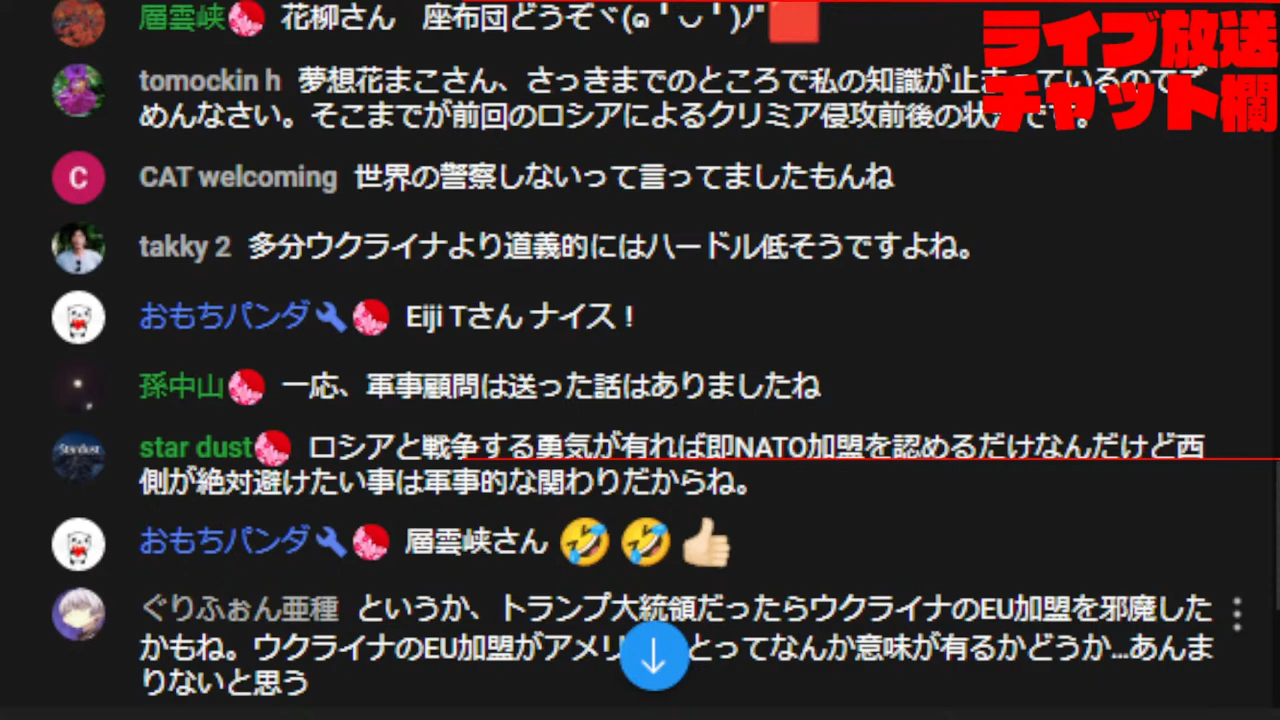 層雲峡 花柳さん 座布団どうぞヾ(๑╹◡╹)ﾉ"🟥
ライブ放送
チャット欄
tomockin h 夢想花まこさん、さっきまでのところで私の知識が止まっているのでご
めんなさい。そこまでが前回のロシアによるクリミア侵攻前後の状況です。
C
CAT welcoming 世界の警察しないって言ってましたもんね
takky 2 多分ウクライナより道義的にはハードル低そうですよね。
おもちパンダ Eiji Tさん ナイス！
孫中山 一応、軍事顧問は送った話はありましたね
Stardust
star dust ロシアと戦争する勇気が有れば即NATO加盟を認めるだけなんだけど西
側が絶対避けたい事は軍事的な関わりだからね。
おもちパンダ 層雲峡さん 🤣 🤣 👍🏻
ぐりふぉん亜種 というか、トランプ大統領だったらウクライナのEU加盟を邪魔した
かもね。ウクライナのEU加盟がアメリ とってなんか意味が有るかどうか...あんま
りないと思う